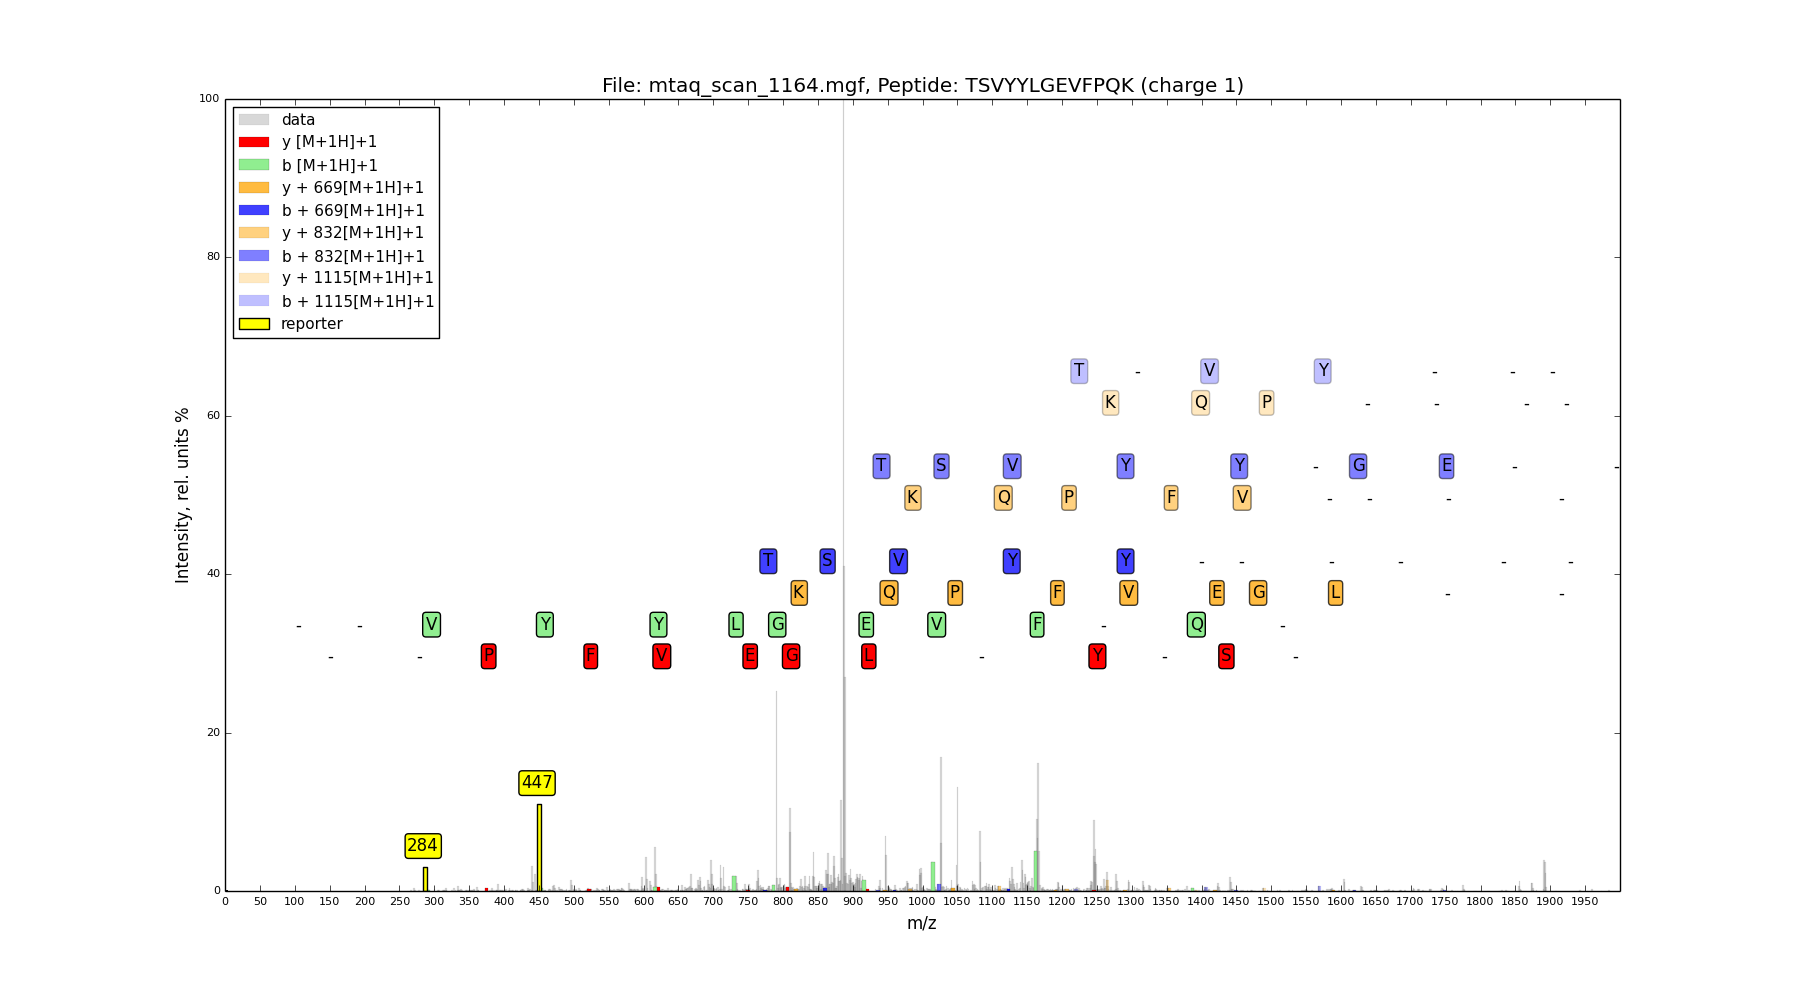 File: mtaq_scan_1164.mgf, Peptide: TSVYYLGEVFPQK (charge 1)
100
data
y [M+1H]+1
b [M+1H]+1
y + 669[M+1H]+1
b + 669[M+1H]+1
y + 832[M+1H]+1
b + 832[M+1H]+1
y + 1115[M+1H]+1
b + 1115[M+1H]+1
reporter
80
60
40
20
0
Intensity, rel. units %
T - V Y - - -
K Q P - - - -
T S V Y Y - G E - -
K Q P F V - - - -
T S V Y Y - - - - - -
K Q P F V E G L - -
- - V Y Y L G E V F - Q -
- - P F V E G L - Y - S -
447
284
0 50 100 150 200 250 300 350 400 450 500 550 600 650 700 750 800 850 900 950 1000 1050 1100 1150 1200 1250 1300 1350 1400 1450 1500 1550 1600 1650 1700 1750 1800 1850 1900 1950
m/z